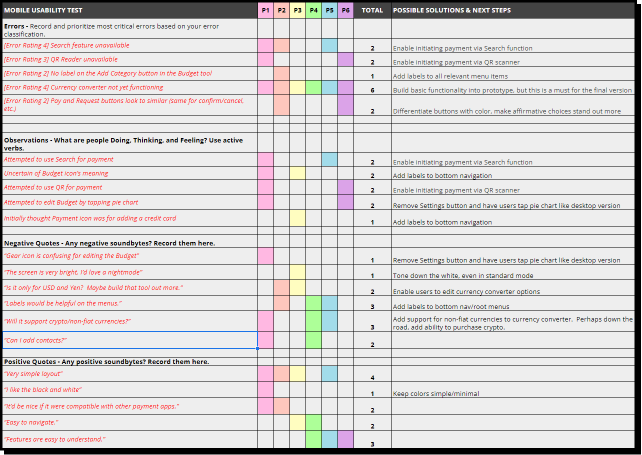 MOBILE USABILITY TEST P1 P2 P3 P4 P5 P6 TOTAL POSSIBLE SOLUTIONS & NEXT STEPS
Errors - Record and prioritize most critical errors based on your error
classification.
[Error Rating 4] Search feature unavailable 2 Enable initiating payment via Search function
[Error Rating 3] QR Reader unavailable 2 Enable initiating payment via QR scanner
[Error Rating 2] No label on the Add Category button in the Budget tool 1 Add labels to all relevant menu items
[Error Rating 4] Currency converter not yet functioning 6 Build basic functionality into prototype, but this is a must for the final version
[Error Rating 2] Pay and Request buttons look to similar (same for confirm/cancel,
etc.) 2 Differentiate buttons with color, make affirmative choices stand out more
Observations - What are people Doing, Thinking, and Feeling? Use active
verbs.
Attempted to use Search for payment 2 Enable initiating payment via Search function
Uncertain of Budget Icon's meaning 2 Add labels to bottom navigation
Attempted to use QR for payment 2 Enable initiating payment via QR scanner
Attempted to edit Budget by tapping pie chart 2 Remove Settings button and have users tap pie chart like desktop version
Initially thought Payment icon was for adding a credit card 1 Add labels to bottom navigation
Negative Quotes - Any negative soundbytes? Record them here.
"Gear icon is confusing for editing the Budget" 1 Remove Settings button and have users tap pie chart like desktop version
"The screen is very bright, I'd love a nightmode" 1 Tone down the white, even in standard mode
"Is it only for USD and Yen? Maybe build that tool out more." 2 Enable users to edit currency converter options
"Labels would be helpful on the menus." 3 Add labels to bottom nav/root menus
"Will it support crypto/non-fiat currencies?" 3 Add support for non-fiat currencies to currency converter. Perhaps down the
road, add ability to purchase crypto.
"Can I add contacts?" 2
Positive Quotes - Any positive soundbytes? Record them here.
"Very simple layout" 4
"I like the black and white" 1 Keep colors simple/minimal
"It'd be nice if it were compatible with other payment apps." 2
"Easy to navigate." 2
"Features are easy to understand." 3